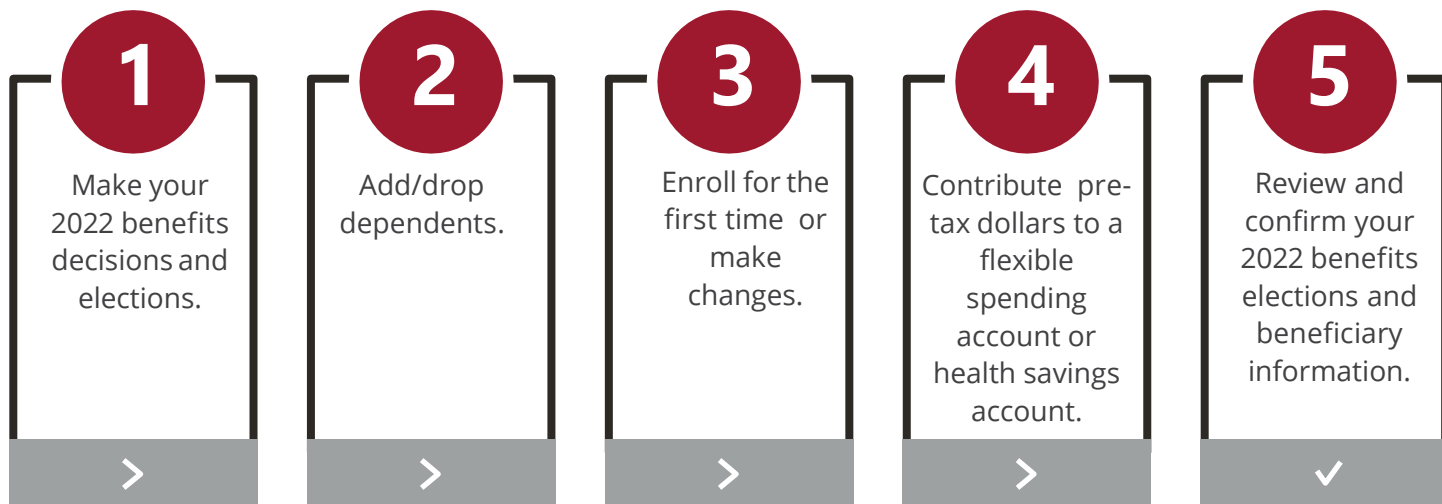 1
Make your
2022 benefits
decisions and
elections.
2
Add/drop
dependents.
3
Enroll for the
first time or
make
changes.
4
Contribute pre-
tax dollars to a
flexible
spending
account or
health savings
account.
5
Review and
confirm your
2022 benefits
elections and
beneficiary
information.